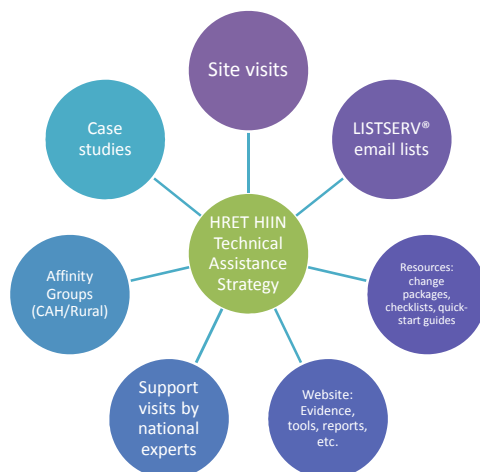 Site visits
LISTSERV®
email lists
Case
studies
HRET HIIN
Technical
Assistance
Strategy
Resources:
change
packages,
checklists, quick-
start guides
Affinity
Groups
(CAH/Rural)
Website:
Evidence,
tools, reports,
etc.
Support
visits by
national
experts